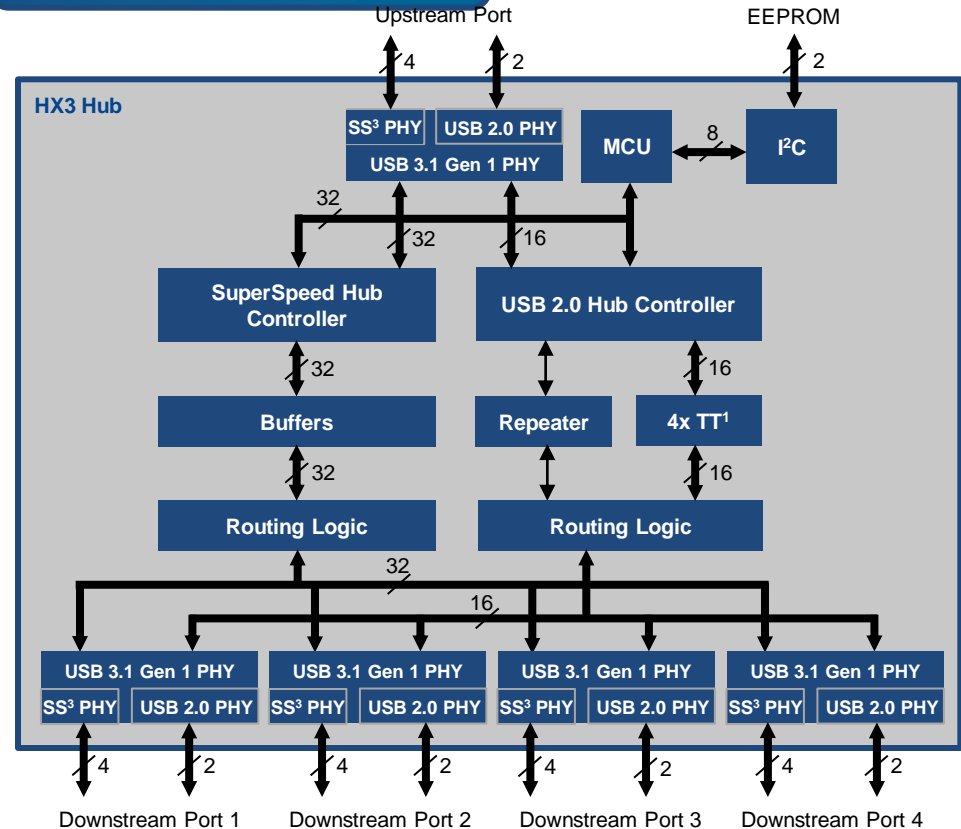 Upstream Port
EEPROM
4
2
2
HX3 Hub
SS³ PHY
USB 2.0 PHY
USB 3.1 Gen 1 PHY
MCU
8
I²C
32
32
16
SuperSpeed Hub
Controller
USB 2.0 Hub Controller
32
16
Buffers
Repeater
4x TT¹
32
16
Routing Logic
Routing Logic
32
16
USB 3.1 Gen 1 PHY
USB 3.1 Gen 1 PHY
USB 3.1 Gen 1 PHY
USB 3.1 Gen 1 PHY
SS³ PHY
USB 2.0 PHY
SS³ PHY
USB 2.0 PHY
SS³ PHY
USB 2.0 PHY
SS³ PHY
USB 2.0 PHY
4
2
4
2
4
2
4
2
Downstream Port 1
Downstream Port 2
Downstream Port 3
Downstream Port 4